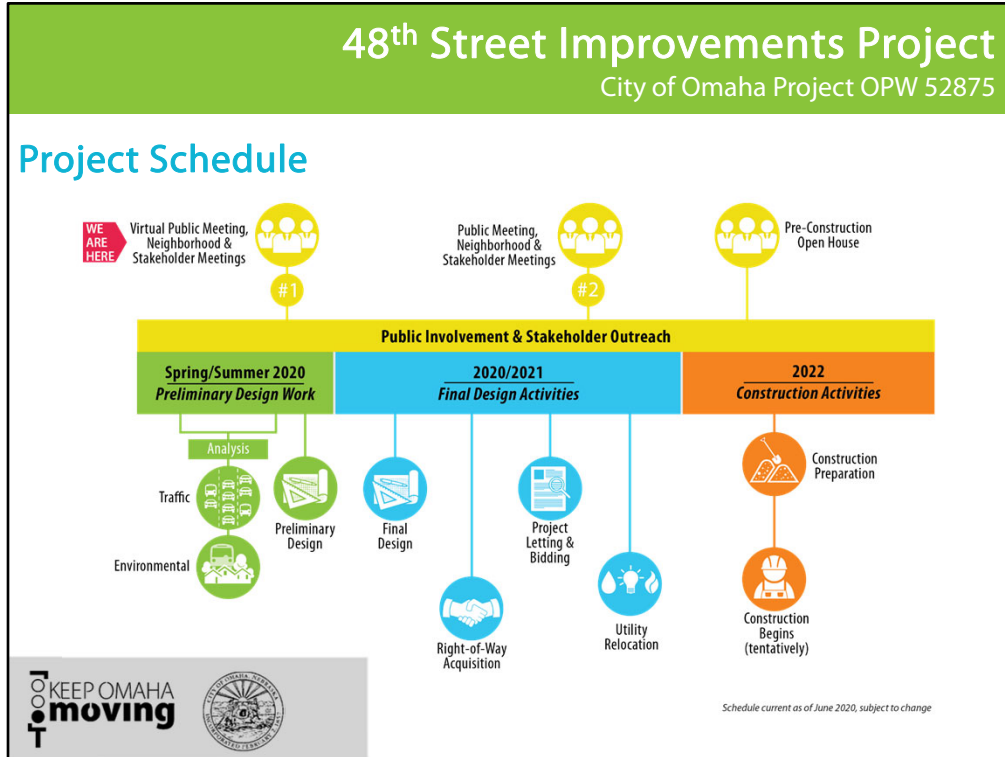 48th Street Improvements Project
City of Omaha Project OPW 52875
Project Schedule
WE
ARE
HERE
Virtual Public Meeting,
Neighborhood &
Stakeholder Meetings
#1
Public Meeting,
Neighborhood &
Stakeholder Meetings
#2
Pre-Construction
Open House
Public Involvement & Stakeholder Outreach
Spring/Summer 2020
Preliminary Design Work
2020/2021
Final Design Activities
2022
Construction Activities
Analysis
Traffic
Environmental
Preliminary
Design
Final
Design
Right-of-Way
Acquisition
Project
Letting &
Bidding
Utility
Relocation
Construction
Preparation
Construction
Begins
(tentatively)
KEEP OMAHA
moving
CITY OF OMAHA, NEBRASKA
Schedule current as of June 2020, subject to change